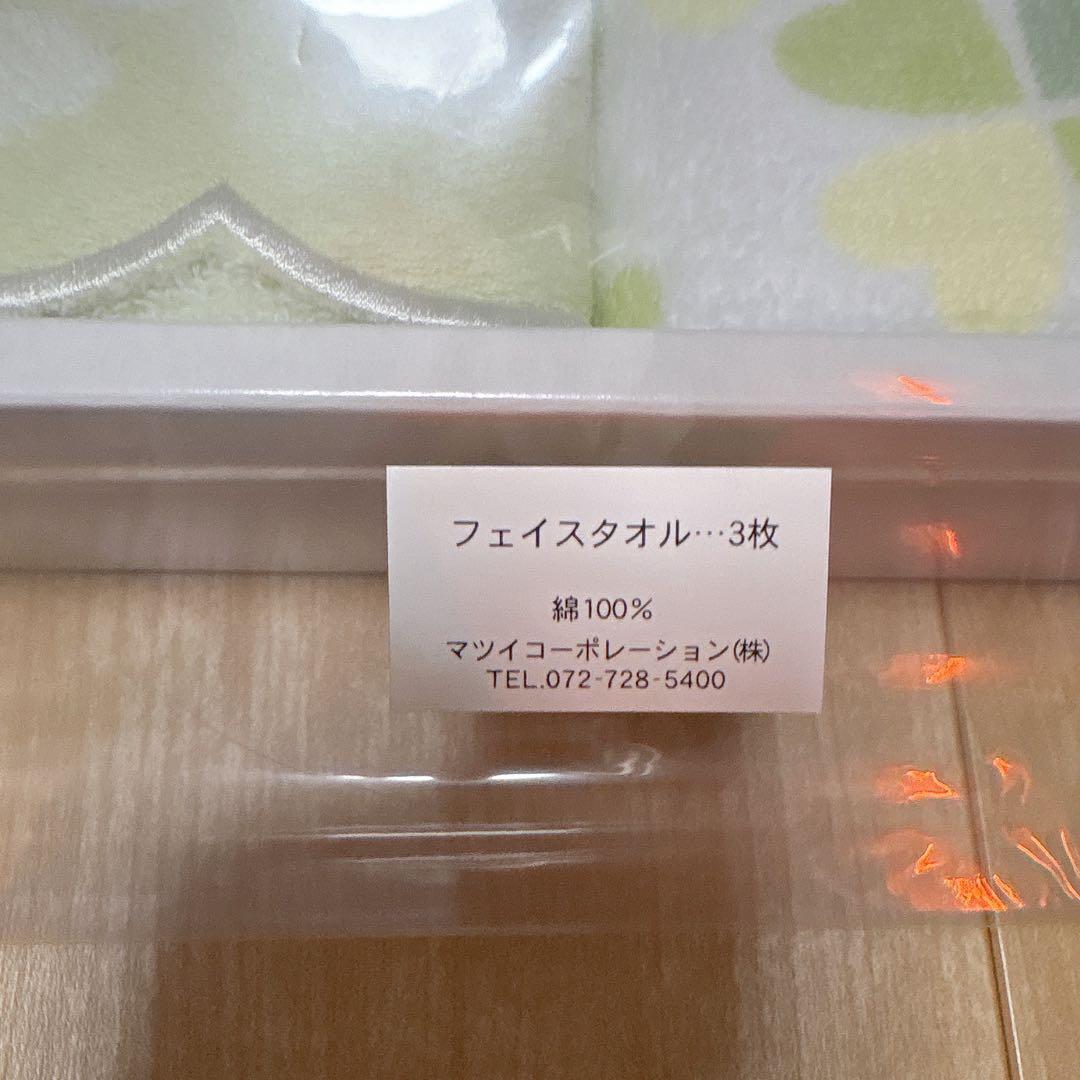 フェイスタオル…3枚
綿100%
マツイコーポレーション(株)
TEL.072-728-5400